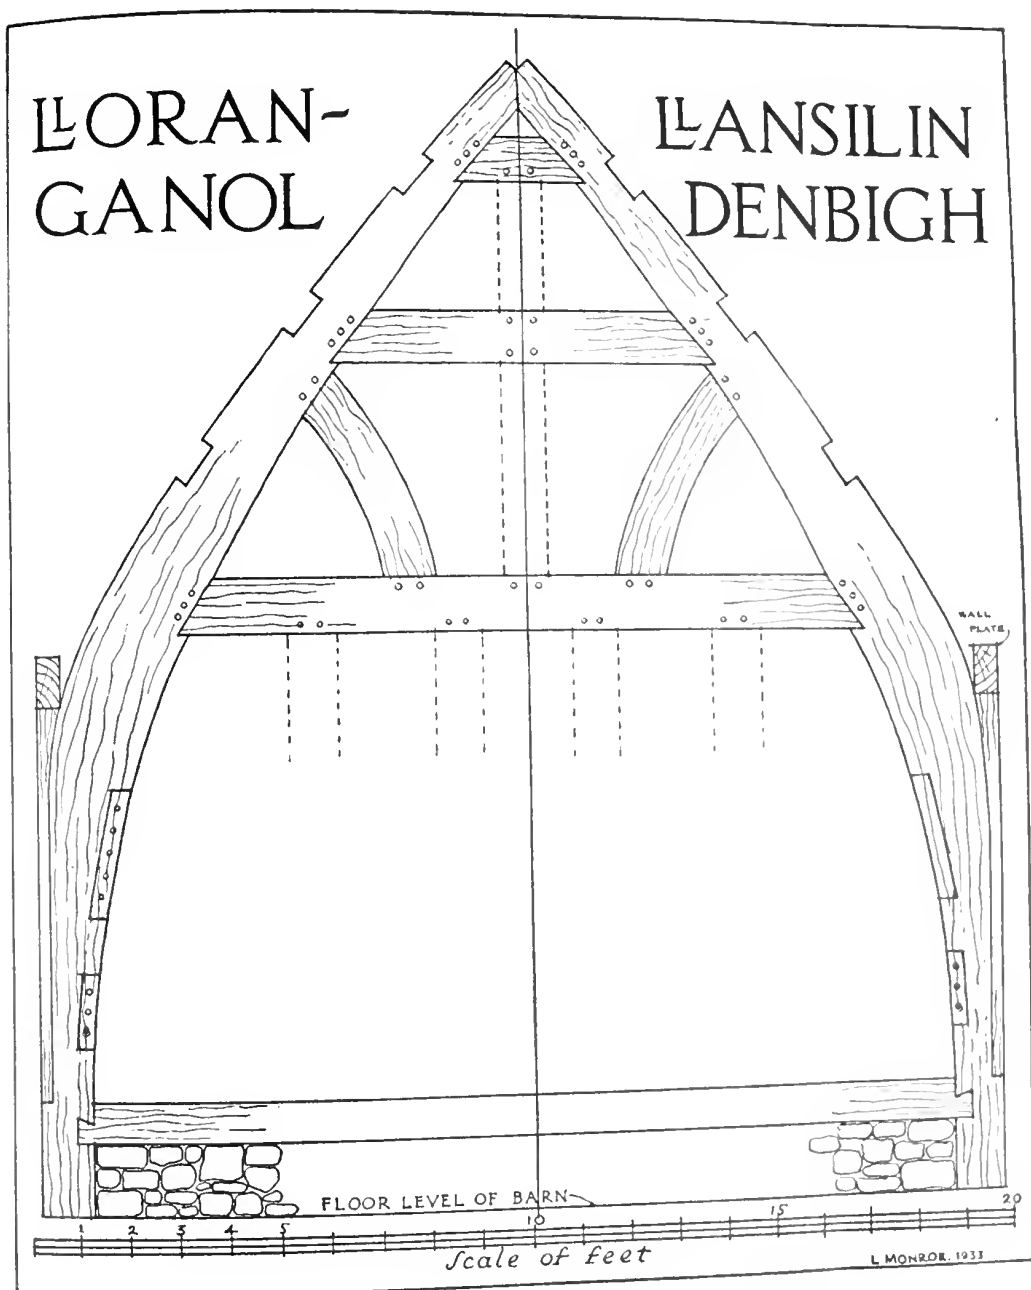 LLORAN-
GANOL
LLANSILIN
DENBIGH
WALL
PLATE
FLOOR LEVEL OF BARN
1 2 3 4 5 10 15 20
Scale of feet
L MONROE. 1933